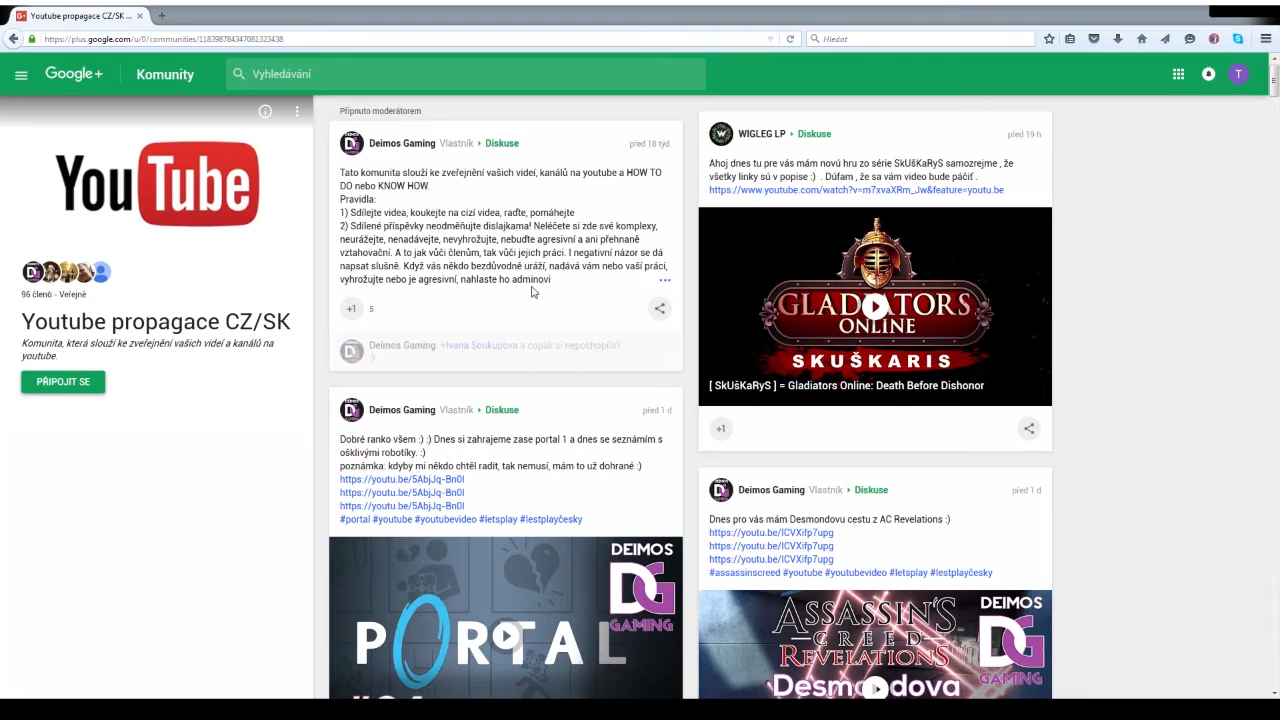 Youtube propagace CZ/SK ...
https://plus.google.com/u/0/communities/118398784347081323438
Hledat
Google+
Komunity
Vyhledávání
T
YouTube
96 členů - Veřejné
Youtube propagace CZ/SK
Komunita, která slouží ke zveřejnění vašich videí a kanálů na
youtube.
PŘIPOJIT SE
Připnuto moderátorem
Deimos Gaming Vlastník Diskuse
před 18 týd.
Tato komunita slouží ke zveřejnění vašich videí, kanálů na youtube a HOW TO
DO nebo KNOW HOW.
Pravidla:
1) Sdílejte videa, koukejte na cizí videa, raďte, pomáhejte
2) Sdílené příspěvky neodměňujte dislajkama! Neléčete si zde své komplexy,
neurážejte, nenadávejte, nevyhrožujte, nebuďte agresivní a ani přehnaně
vztahovační. A to jak vůči členům, tak vůči jejich práci. I negativní názor se dá
napsat slušně. Když vás někdo bezdůvodně uráží, nadává vám nebo vaší práci,
vyhrožujte nebo je agresivní, nahlaste ho adminovi
...
+1
5
Deimos Gaming: +Ivana Soukupova a copak si nepochopila?
:)
Deimos Gaming Vlastník Diskuse
před 1 d
Dobré ranko všem :) :) Dnes si zahrajeme zase portal 1 a dnes se seznámím s
ošklivými robotíky. :)
poznámka: kdyby mi někdo chtěl radit, tak nemusí, mám to už dohrané :)
https://youtu.be/5AbjJq-Bn0I
https://youtu.be/5AbjJq-Bn0I
https://youtu.be/5AbjJq-Bn0I
#portal #youtube #youtubevideo #letsplay #lestplayčesky
DEIMOS
DG
GAMING
PORTAL
WIGLEG LP Diskuse
před 19 h
Ahoj dnes tu pre vás mám novú hru zo série SkUšKaRyS samozrejme , že
všetky linky sú v popise :) . Dúfam , že sa vám video bude páčiť .
https://www.youtube.com/watch?v=m7xvaXRm_Jw&feature=youtu.be
GLADIATORS
ONLINE
SKUŠKARIS
[ SkUšKaRyS ] = Gladiators Online: Death Before Dishonor
+1
Deimos Gaming Vlastník Diskuse
před 1 d
Dnes pro vás mám Desmondovu cestu z AC Revelations :)
https://youtu.be/ICVXifp7upg
https://youtu.be/ICVXifp7upg
https://youtu.be/ICVXifp7upg
#assassinscreed #youtube #youtubevideo #letsplay #lestplayčesky
ASSASSIN'S
CREED
REVELATIONS
DEIMOS
DG
GAMING
Desmondova